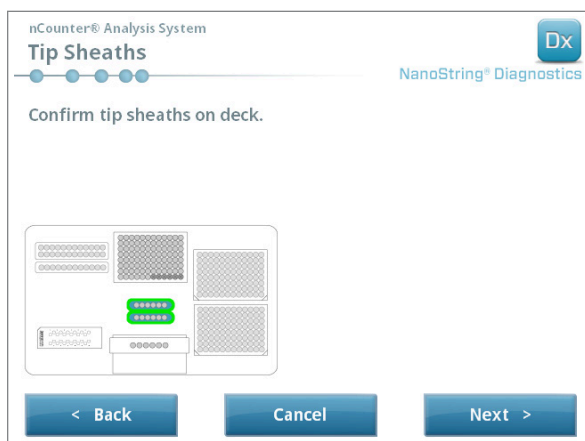 nCounter® Analysis System
Tip Sheaths
Dx
NanoString® Diagnostics
Confirm tip sheaths on deck.
< Back
Cancel
Next >